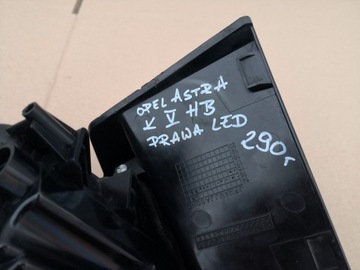 OPEL ASTRA
K V HB
PRAWA LED
290,-